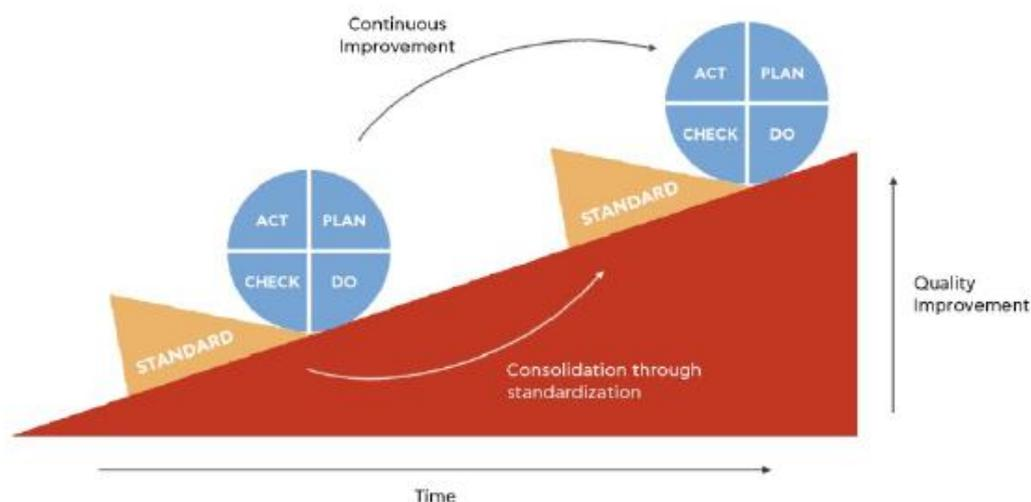 Continuous
Improvement
ACT
PLAN
CHECK
DO
STANDARD
ACT
PLAN
CHECK
DO
STANDARD
Quality
Improvement
Consolidation through
standardization
Time